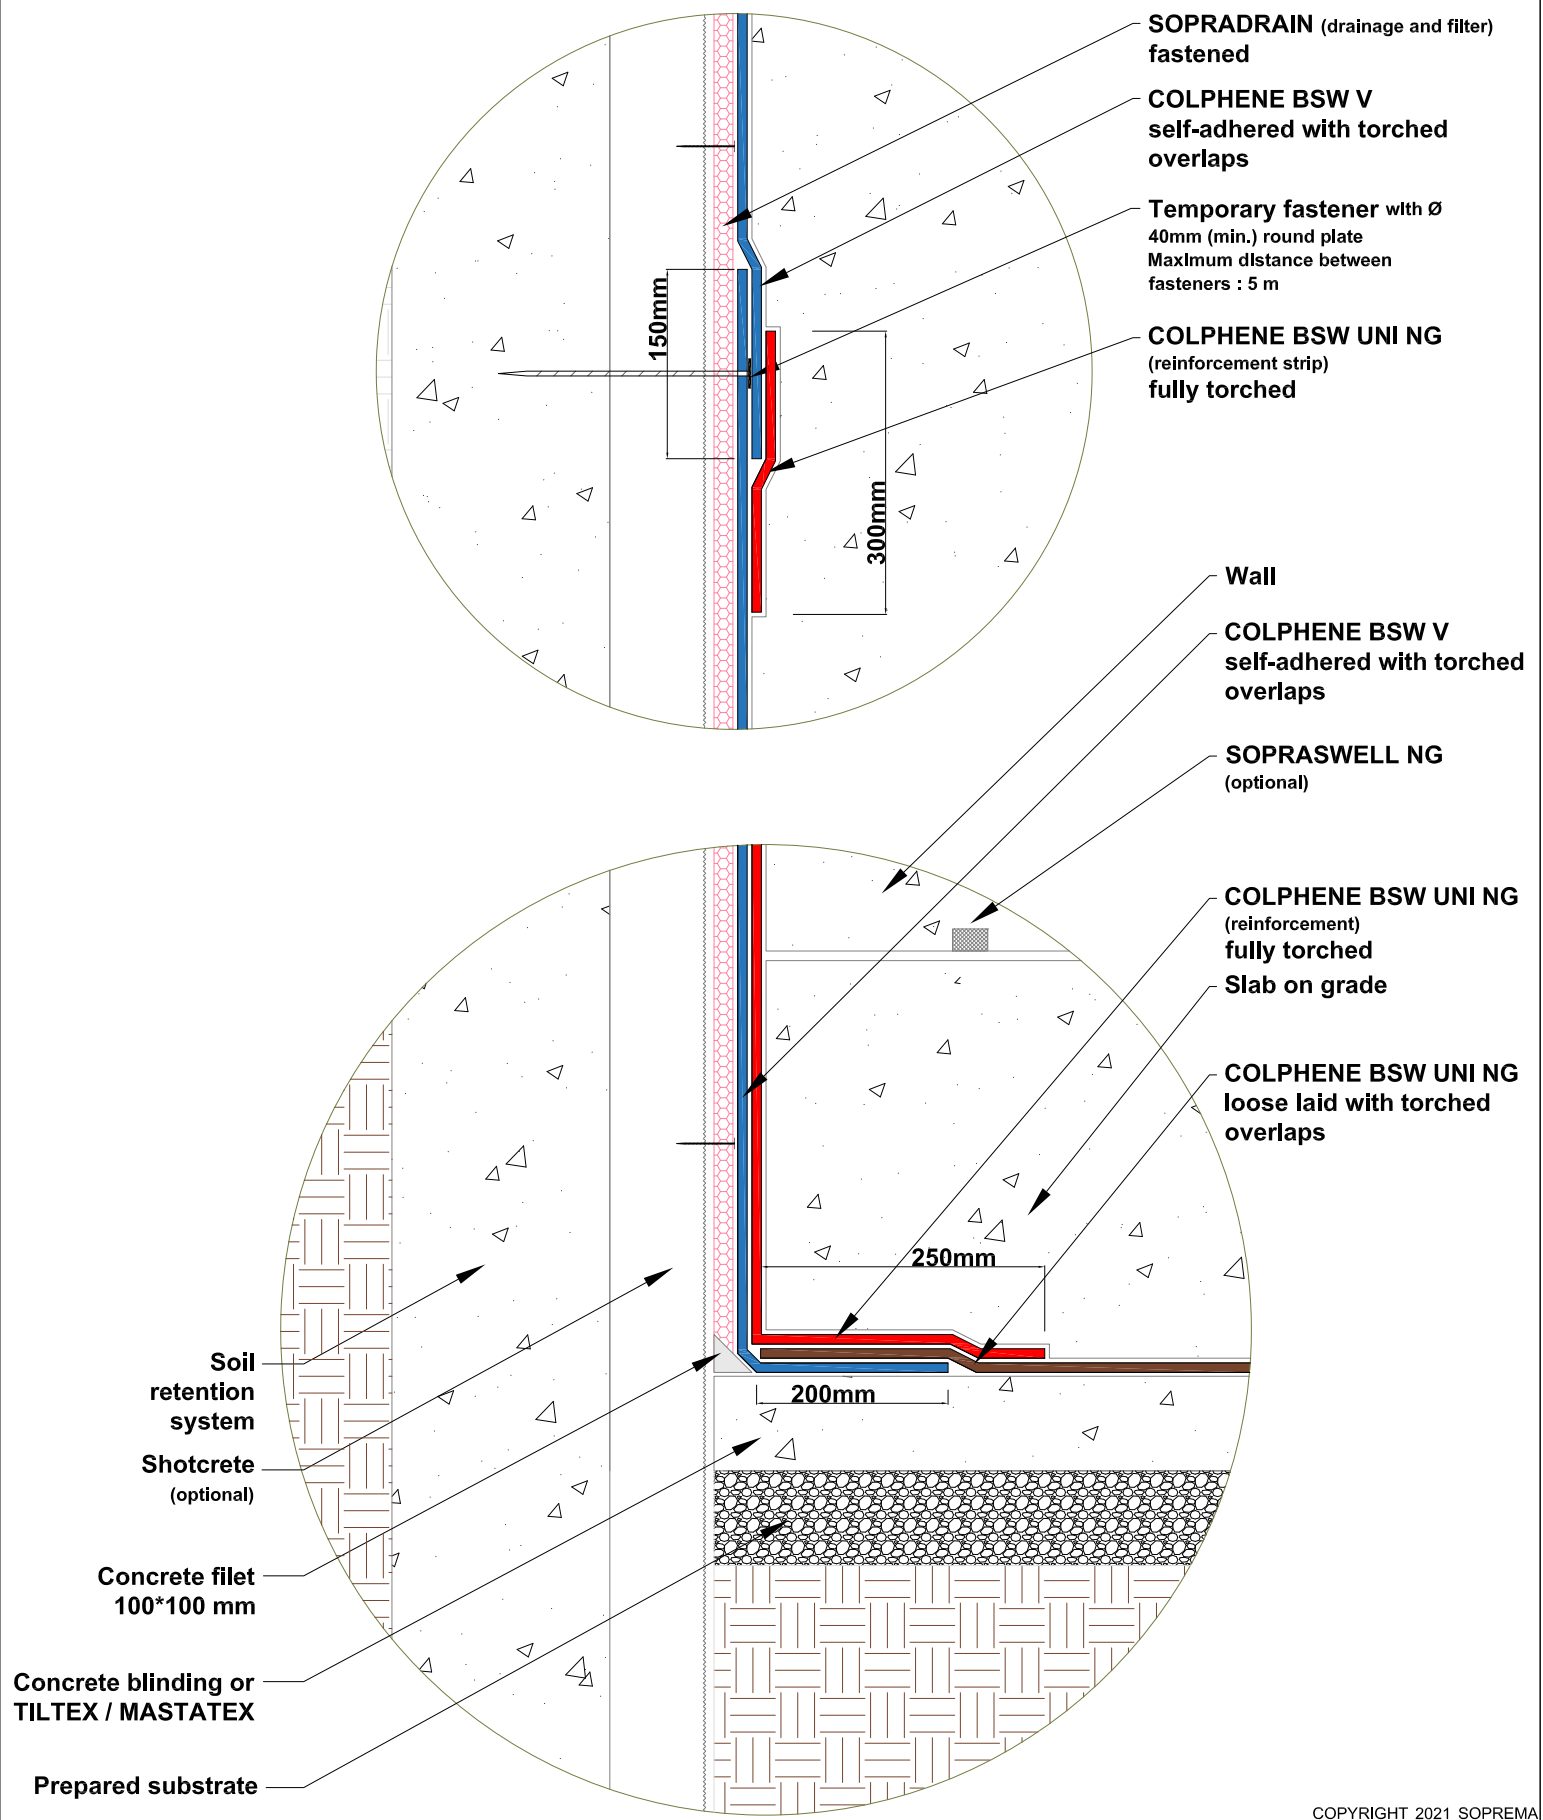 SOPRADRAIN (drainage and filter)
fastened
COLPHENE BSW V
self-adhered with torched
overlaps
Temporary fastener with Ø
40mm (min.) round plate
Maximum distance between
fasteners : 5 m
COLPHENE BSW UNI NG
(reinforcement strip)
fully torched
150mm
300mm
Wall
COLPHENE BSW V
self-adhered with torched
overlaps
SOPRASWELL NG
(optional)
COLPHENE BSW UNI NG
(reinforcement)
fully torched
Slab on grade
COLPHENE BSW UNI NG
loose laid with torched
overlaps
250mm
200mm
Soil
retention
system
Shotcrete
(optional)
Concrete filet
100*100 mm
Concrete blinding or
TILTEX / MASTATEX
Prepared substrate
COPYRIGHT 2021 SOPREMA